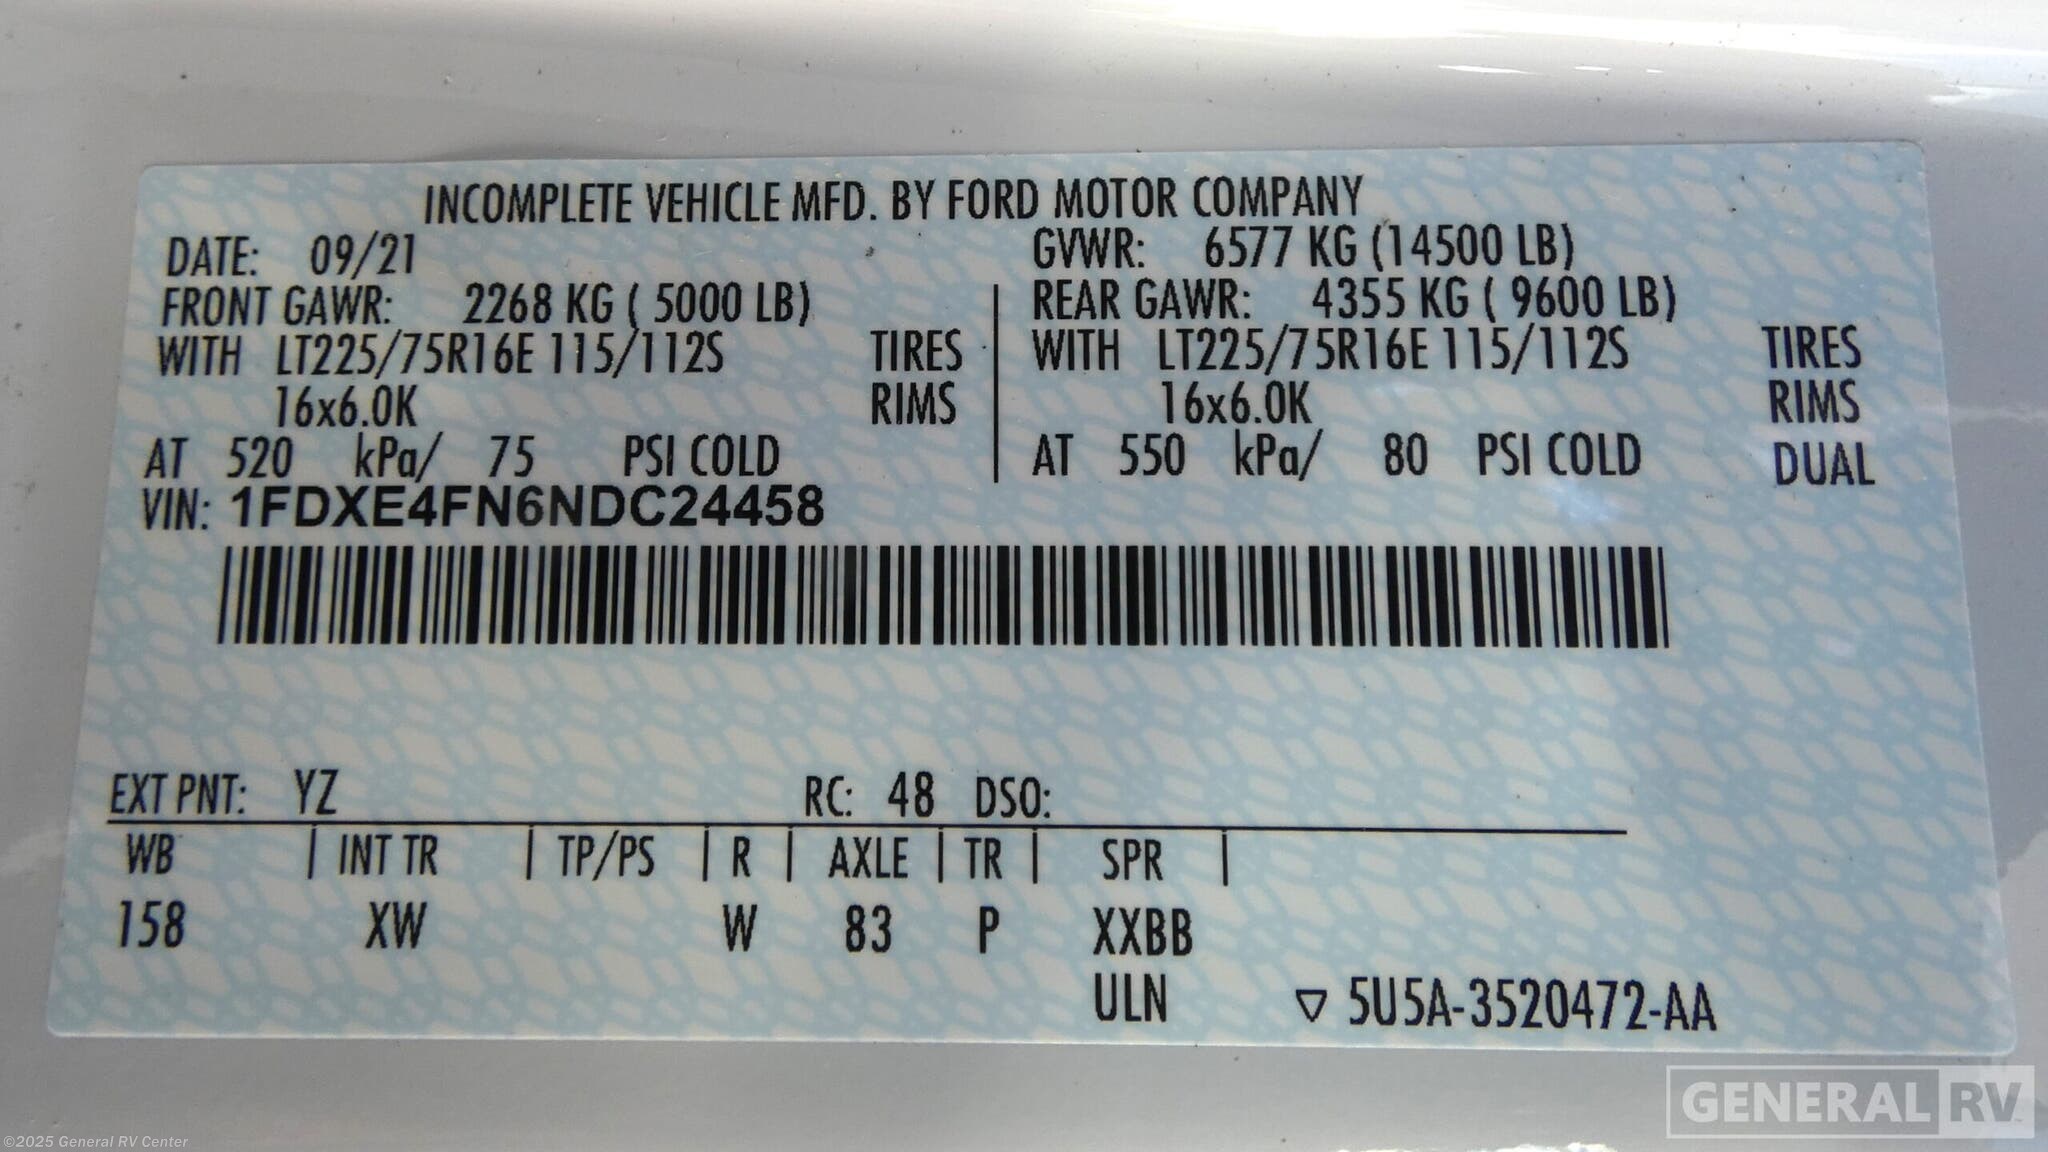 INCOMPLETE VEHICLE MFD. BY FORD MOTOR COMPANY
DATE: 09/21 GVWR: 6577 KG (14500 LB)
FRONT GAWR: 2268 KG ( 5000 LB) REAR GAWR: 4355 KG ( 9600 LB)
WITH LT225/75R16E 115/112S TIRES WITH LT225/75R16E 115/112S TIRES
16x6.0K RIMS 16x6.0K RIMS
AT 520 kPa/ 75 PSI COLD AT 550 kPa/ 80 PSI COLD DUAL
VIN: 1FDXE4FN6NDC24458
EXT PNT: YZ RC: 48 DSO:
WB | INT TR | TP/PS | R | AXLE | TR | SPR |
158 XW W 83 P XXBB
ULN ▽ 5U5A-3520472-AA
GENERAL RV
©2025 General RV Center